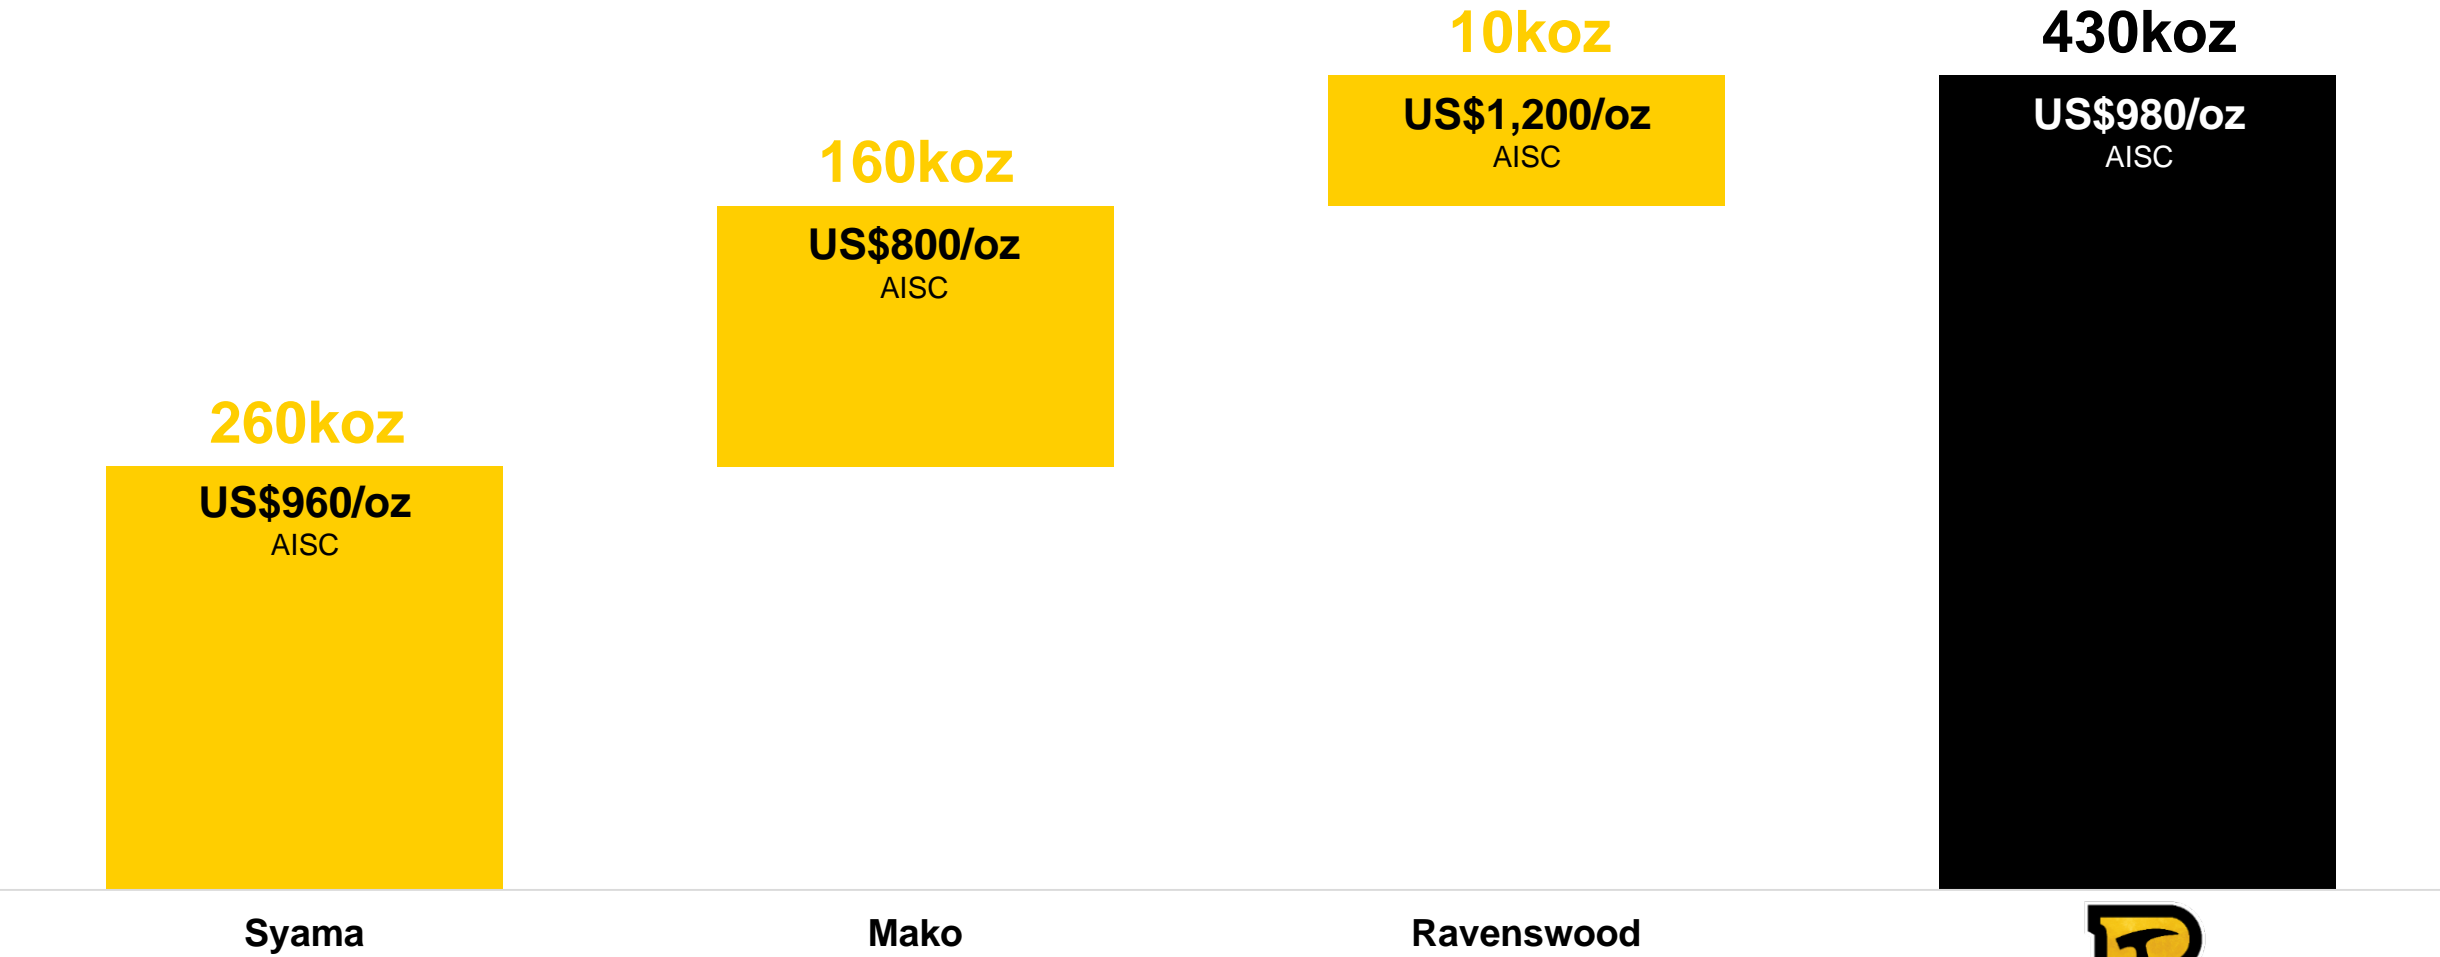 260koz
US$960/oz
AISC
160koz
US$800/oz
AISC
10koz
US$1,200/oz
AISC
430koz
US$980/oz
AISC
Syama
Mako
Ravenswood